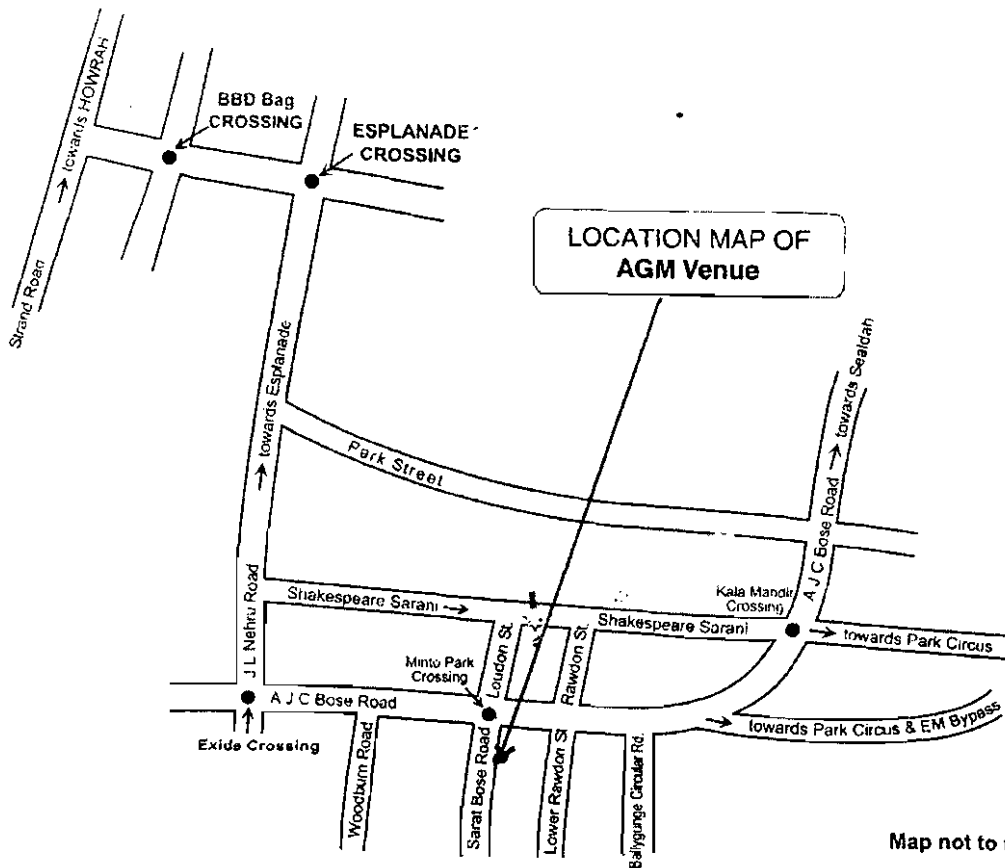 towards HOWRAH
Strand Road
BBD Bag
CROSSING
ESPLANADE
CROSSING
LOCATION MAP OF
AGM Venue
towards Esplanade
Park Street
towards Sealdah
A J C Bose Road
J L Nehru Road
Shakespeare Sarani
Loudon St.
Rawdon St.
Shakespeare Sarani
Kala Mandir
Crossing
towards Park Circus
Minto Park
Crossing
A J C Bose Road
towards Park Circus & EM Bypass
Exide Crossing
Woodburn Road
Sarat Bose Road
Lower Rawdon St.
Ballygunge Circular Rd.
Map not to